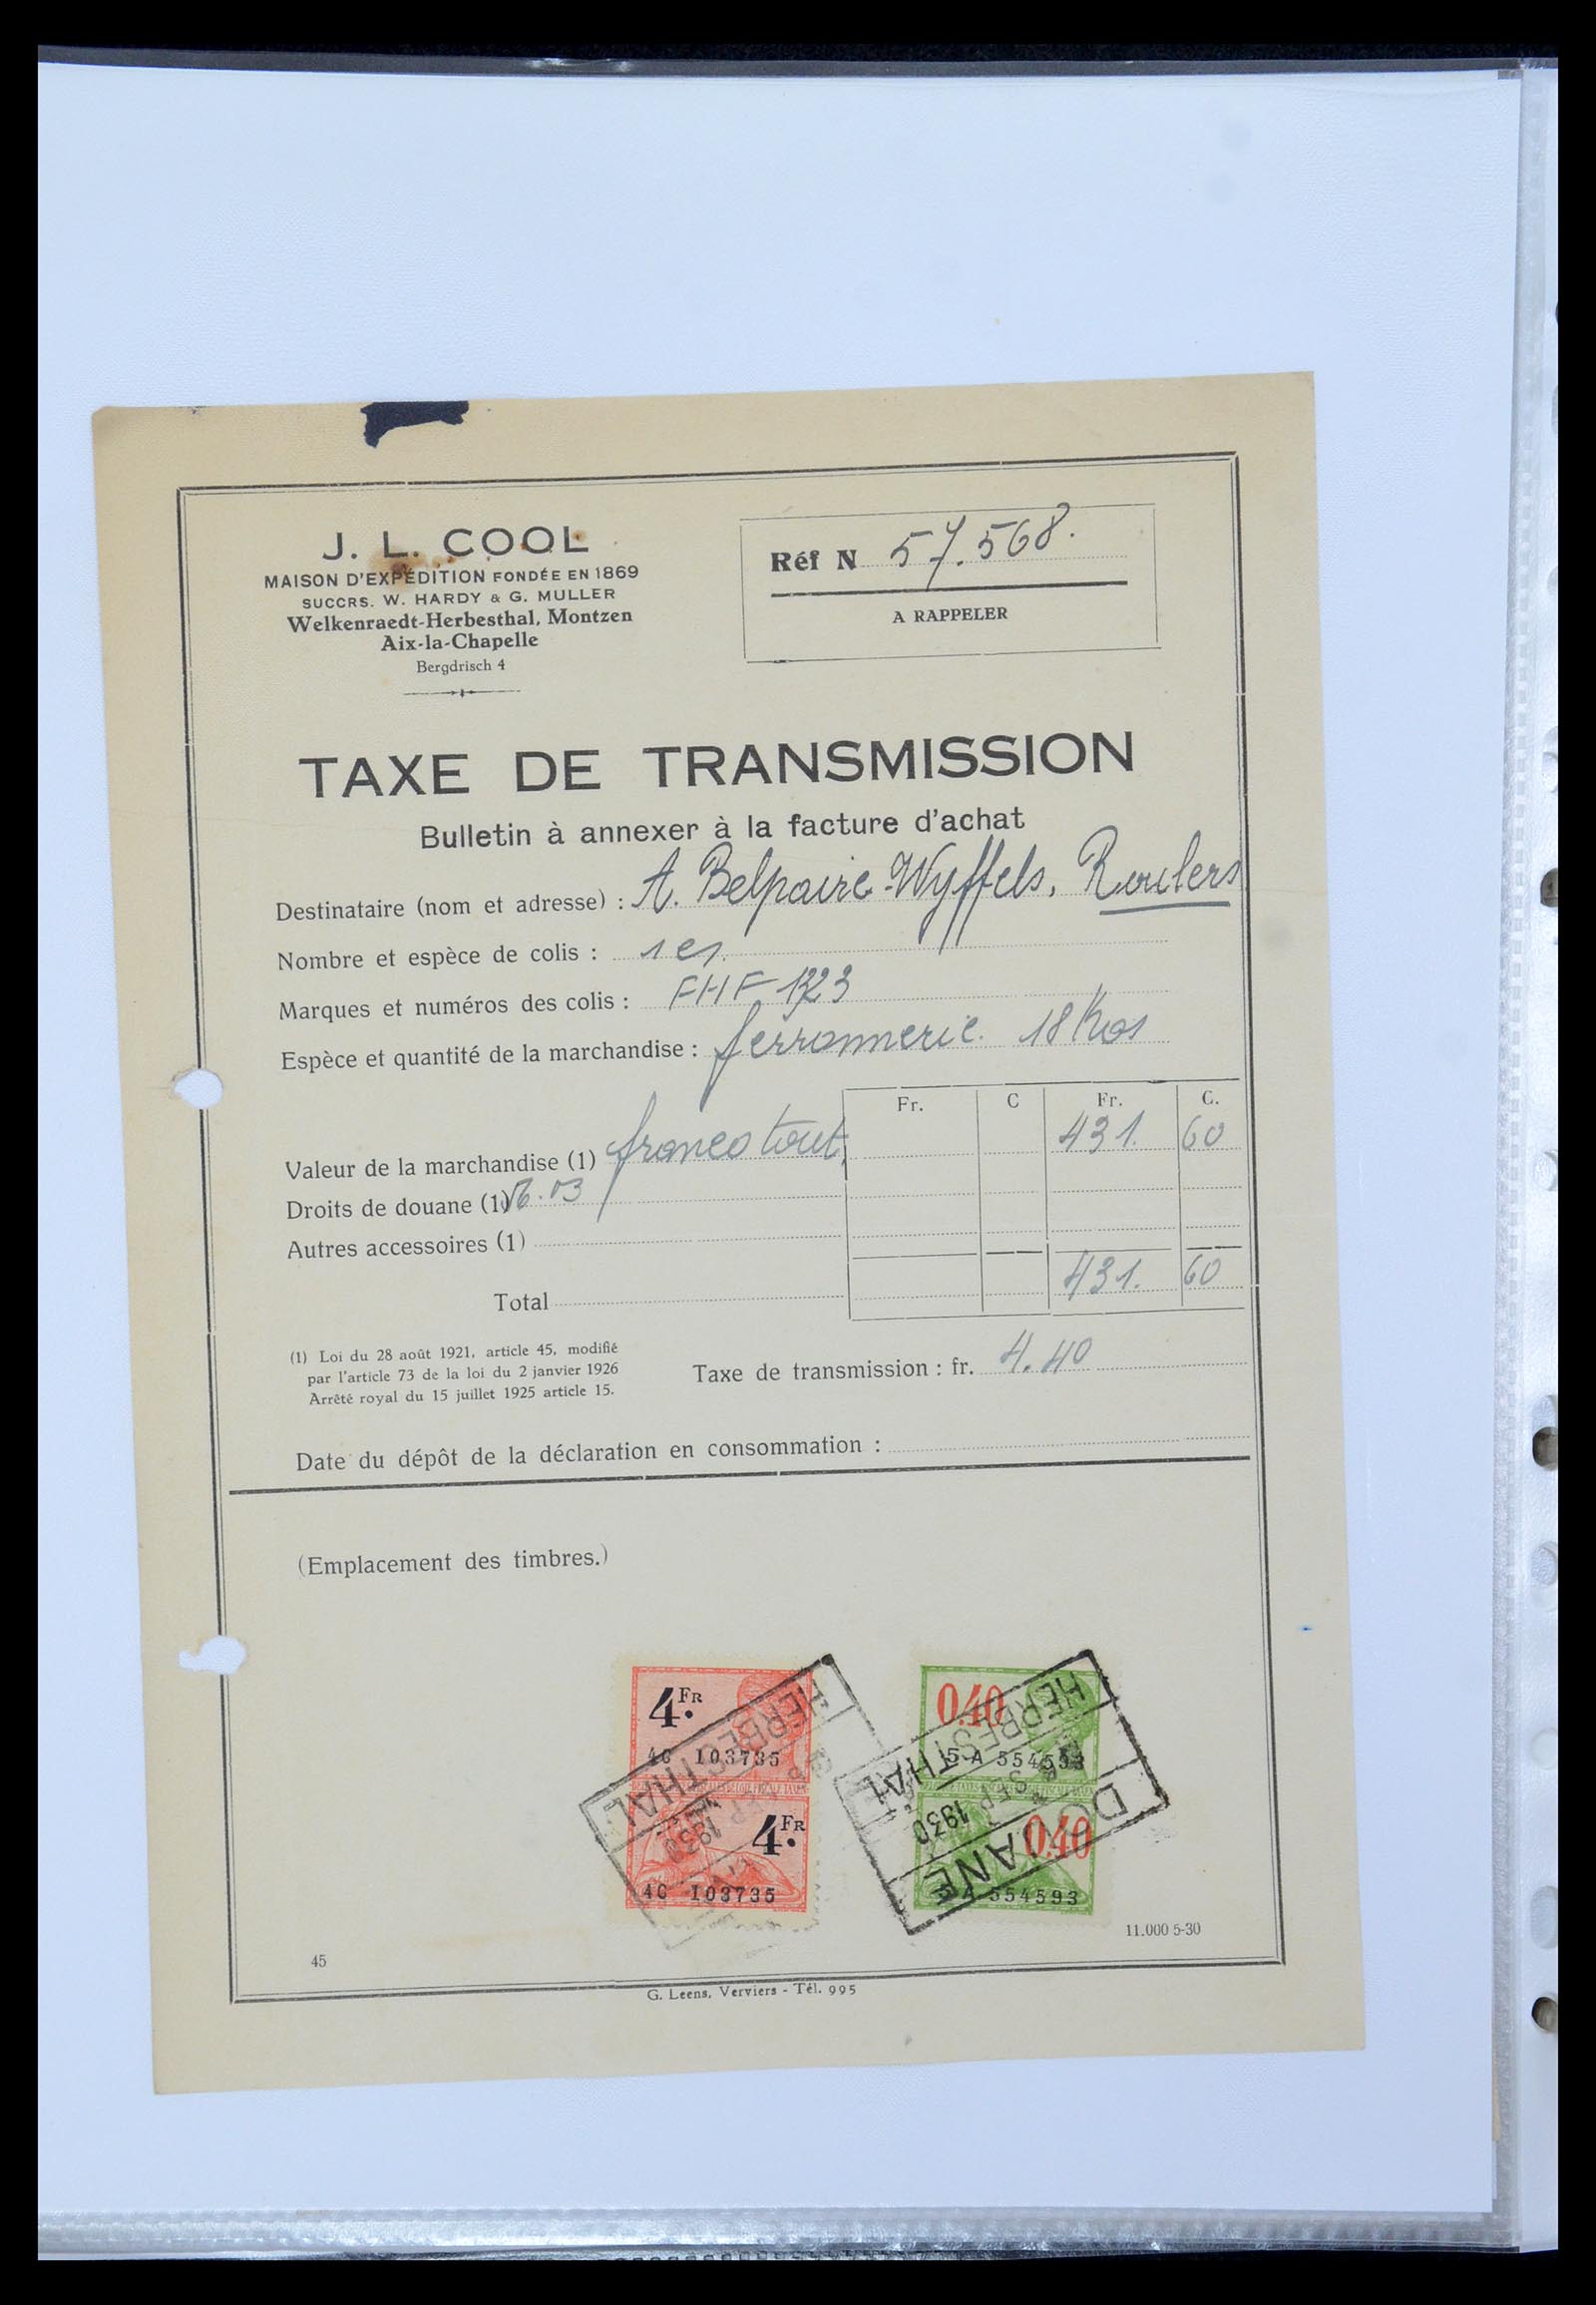 J. L. COOL
MAISON D'EXPÉDITION FONDÉE EN 1869
SUCCRS. W. HARDY & G. MULLER
Welkenraedt-Herbesthal, Montzen
Aix-la-Chapelle
Bergdrisch 4
Réf N 57.568.
A RAPPELER
TAXE DE TRANSMISSION
Bulletin à annexer à la facture d'achat
Destinataire (nom et adresse) : A. Belpaire-Wyffels, Roulers
Nombre et espèce de colis : 1
Marques et numéros des colis : FHF 1323
Espèce et quantité de la marchandise : ferronnerie. 18 Kos
Fr. C Fr. C.
Valeur de la marchandise (1) franco tout, 431. 60
Droits de douane (1)
Autres accessoires (1)
Total 431. 60
(1) Loi du 28 août 1921, article 45, modifié
par l'article 73 de la loi du 2 janvier 1926
Arrêté royal du 15 juillet 1925 article 15.
Taxe de transmission : fr. 4.40
Date du dépôt de la déclaration en consommation :
(Emplacement des timbres.)
4 FR.
4C 103735
4 FR.
4C 103735
0.40
5 A 554593
0.40
5 A 554593
HERBESTHAL
SEP 1930
HERBESTHAL
SEP 1930
DOUANE
11.000 5-30
45
G. Leens, Verviers - Tél. 995